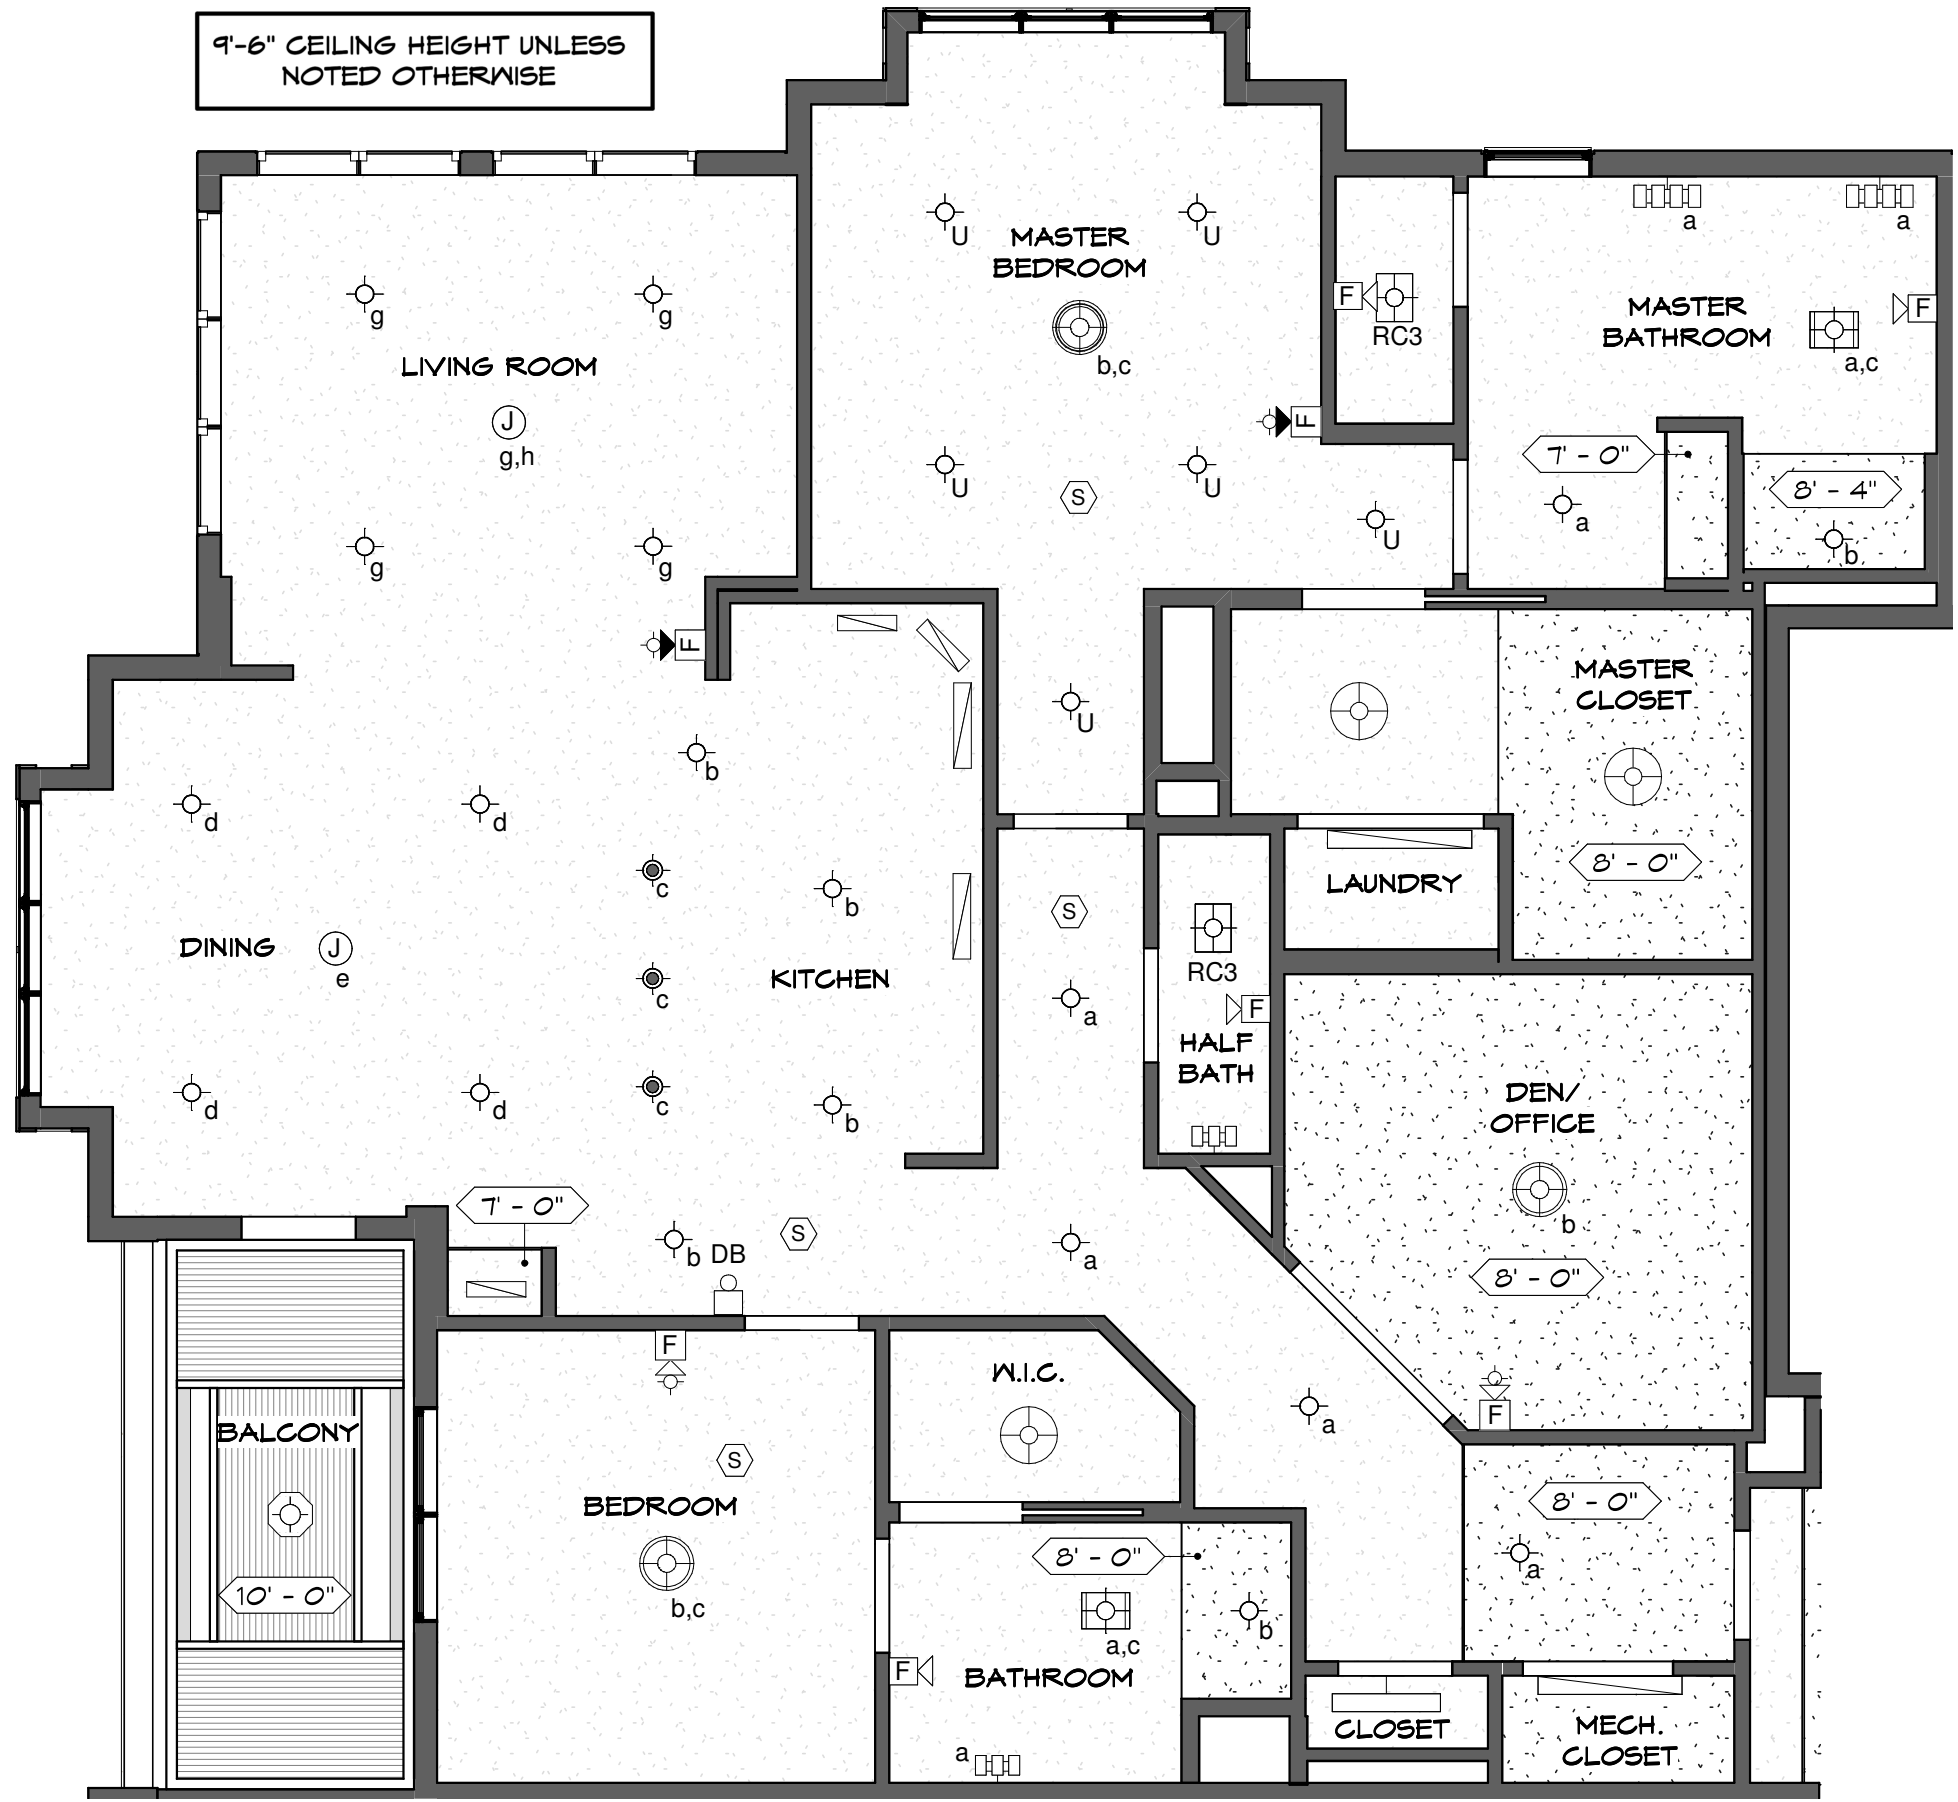 9'-6" CEILING HEIGHT UNLESS
NOTED OTHERWISE
a
a
U
U
MASTER
BEDROOM
b,c
F
RC3
MASTER
BATHROOM
F
a,c
g
g
LIVING ROOM
J
g,h
F
7' - 0"
8' - 4"
U
U
S
U
a
b
g
g
F
U
MASTER
CLOSET
8' - 0"
b
d
d
c
b
LAUNDRY
S
DINING
J
e
c
KITCHEN
a
RC3
F
HALF
BATH
d
d
c
b
DEN/
OFFICE
b
8' - 0"
7' - 0"
b
DB
S
a
F
W.I.C.
a
F
BALCONY
S
BEDROOM
8' - 0"
a
10' - 0"
b,c
8' - 0"
a,c
b
F
BATHROOM
a
CLOSET
MECH.
CLOSET